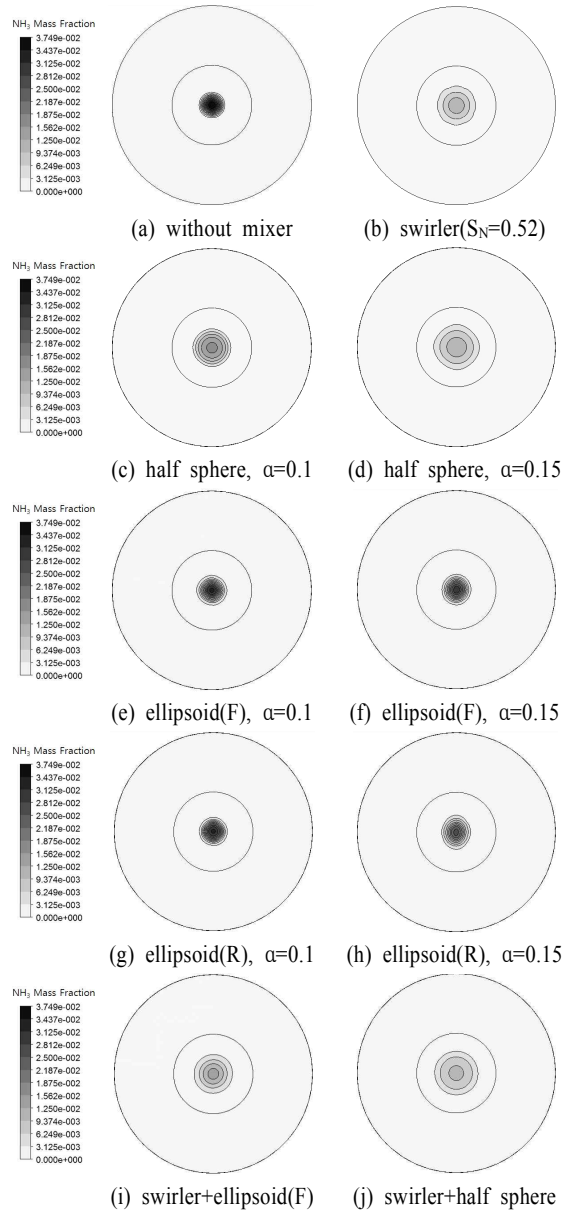 NH₃ Mass Fraction
3.749e-002
3.437e-002
3.125e-002
2.812e-002
2.500e-002
2.187e-002
1.875e-002
1.562e-002
1.250e-002
9.374e-003
6.249e-003
3.125e-003
0.000e+000
(a) without mixer
(b) swirler(S_N=0.52)
NH₃ Mass Fraction
3.749e-002
3.437e-002
3.125e-002
2.812e-002
2.500e-002
2.187e-002
1.875e-002
1.562e-002
1.250e-002
9.374e-003
6.249e-003
3.125e-003
0.000e+000
(c) half sphere, α=0.1
(d) half sphere, α=0.15
NH₃ Mass Fraction
3.749e-002
3.437e-002
3.125e-002
2.812e-002
2.500e-002
2.187e-002
1.875e-002
1.562e-002
1.250e-002
9.374e-003
6.249e-003
3.125e-003
0.000e+000
(e) ellipsoid(F), α=0.1
(f) ellipsoid(F), α=0.15
NH₃ Mass Fraction
3.749e-002
3.437e-002
3.125e-002
2.812e-002
2.500e-002
2.187e-002
1.875e-002
1.562e-002
1.250e-002
9.374e-003
6.249e-003
3.125e-003
0.000e+000
(g) ellipsoid(R), α=0.1
(h) ellipsoid(R), α=0.15
NH₃ Mass Fraction
3.749e-002
3.437e-002
3.125e-002
2.812e-002
2.500e-002
2.187e-002
1.875e-002
1.562e-002
1.250e-002
9.374e-003
6.249e-003
3.125e-003
0.000e+000
(i) swirler+ellipsoid(F)
(j) swirler+half sphere